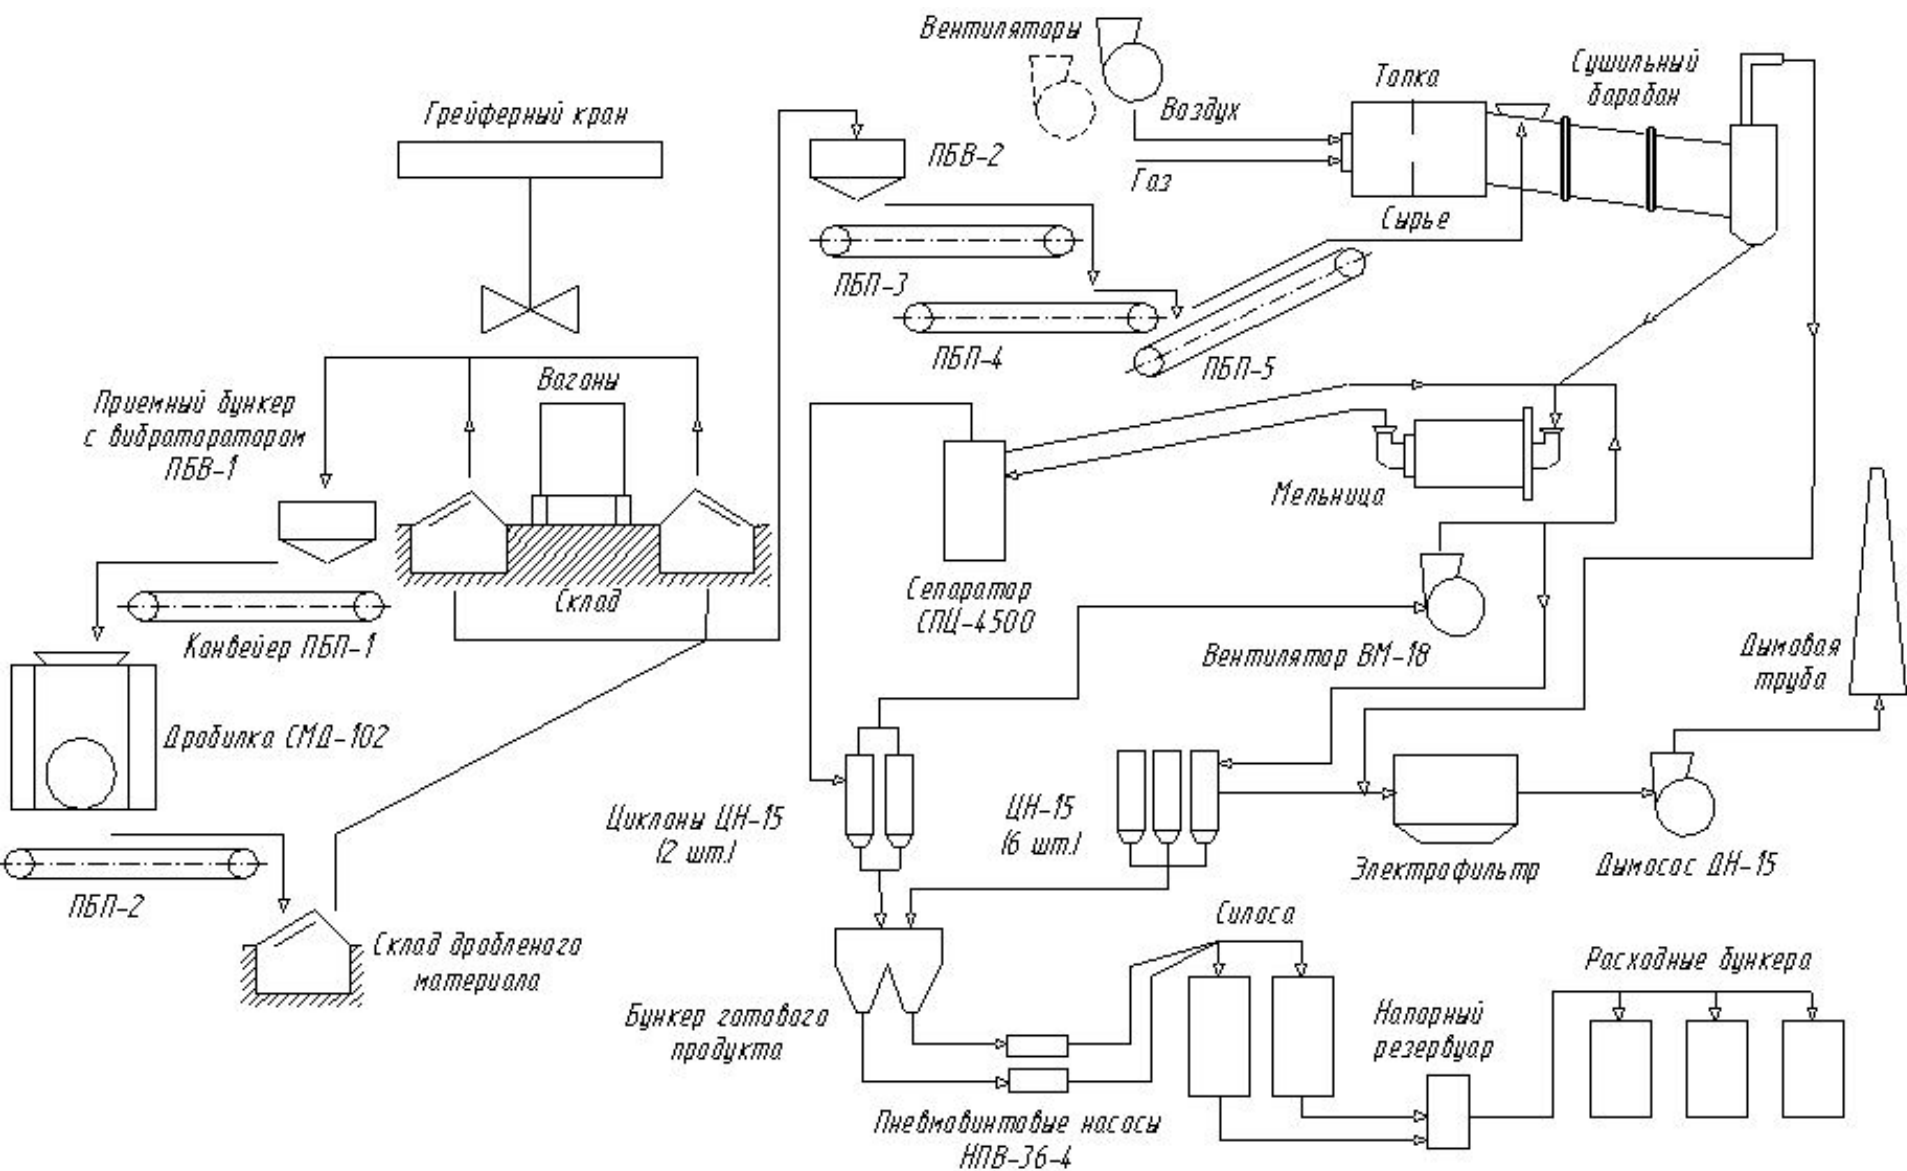 Вентиляторы
Грейферный кран
Воздух
Газ
Топка
Сушильный
барабан
Сырье
ПБВ-2
ПБП-3
ПБП-4
ПБП-5
Приемный бункер
с вибраторатором
ПБВ-1
Вагоны
Склад
Конвейер ПБП-1
Дробилка СМД-102
ПБП-2
Склад дробленого
материала
Мельница
Сепаратор
СПЦ-4500
Вентилятор ВМ-18
Дымовая
труба
Циклоны ЦН-15
(2 шт.)
ЦН-15
(6 шт.)
Электрофильтр
Дымосос ДН-15
Бункер готового
продукта
Пневмовинтовые насосы
НПВ-36-4
Силоса
Напорный
резервуар
Расходные бункера